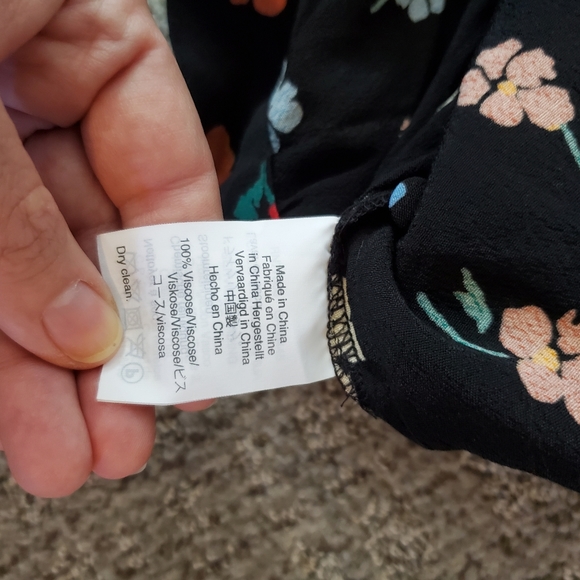 Made in China
Fabriqué en Chine
in China Hergestellt
Vervaardigd in China
中国製
Hecho en China
100% Viscose/Viscose/
Viskose/Viscose/ビス
コース/viscosa
Dry clean.